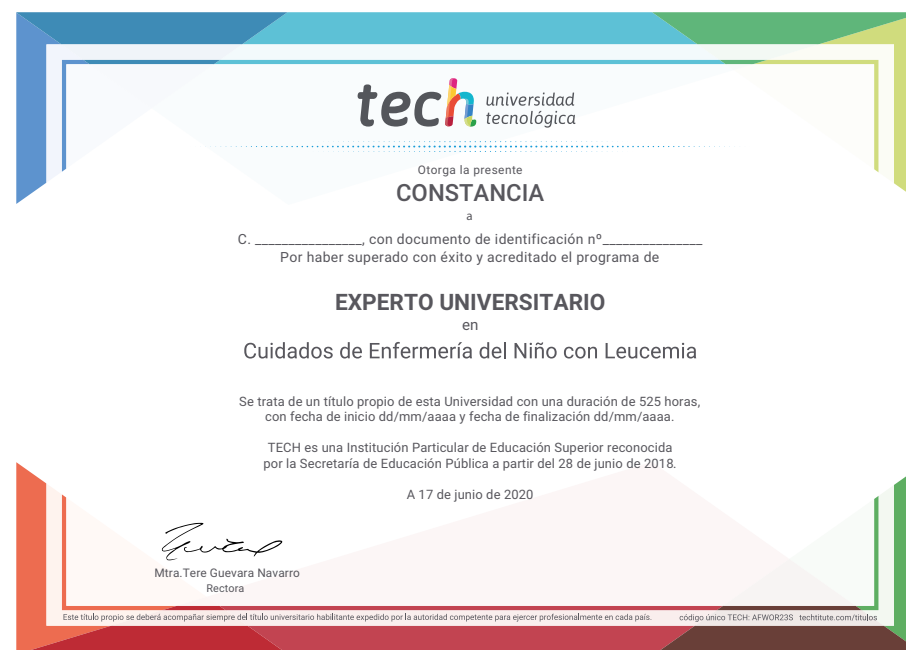 tech universidad
tecnológica
Otorga la presente
CONSTANCIA
a
C. ________________, con documento de identificación nº_______________
Por haber superado con éxito y acreditado el programa de
EXPERTO UNIVERSITARIO
en
Cuidados de Enfermería del Niño con Leucemia
Se trata de un título propio de esta Universidad con una duración de 525 horas,
con fecha de inicio dd/mm/aaaa y fecha de finalización dd/mm/aaaa.
TECH es una Institución Particular de Educación Superior reconocida
por la Secretaría de Educación Pública a partir del 28 de junio de 2018.
A 17 de junio de 2020
Mtra.Tere Guevara Navarro
Rectora
Este título propio se deberá acompañar siempre del título universitario habilitante expedido por la autoridad competente para ejercer profesionalmente en cada país. código único TECH: AFWOR23S techtitute.com/titulos